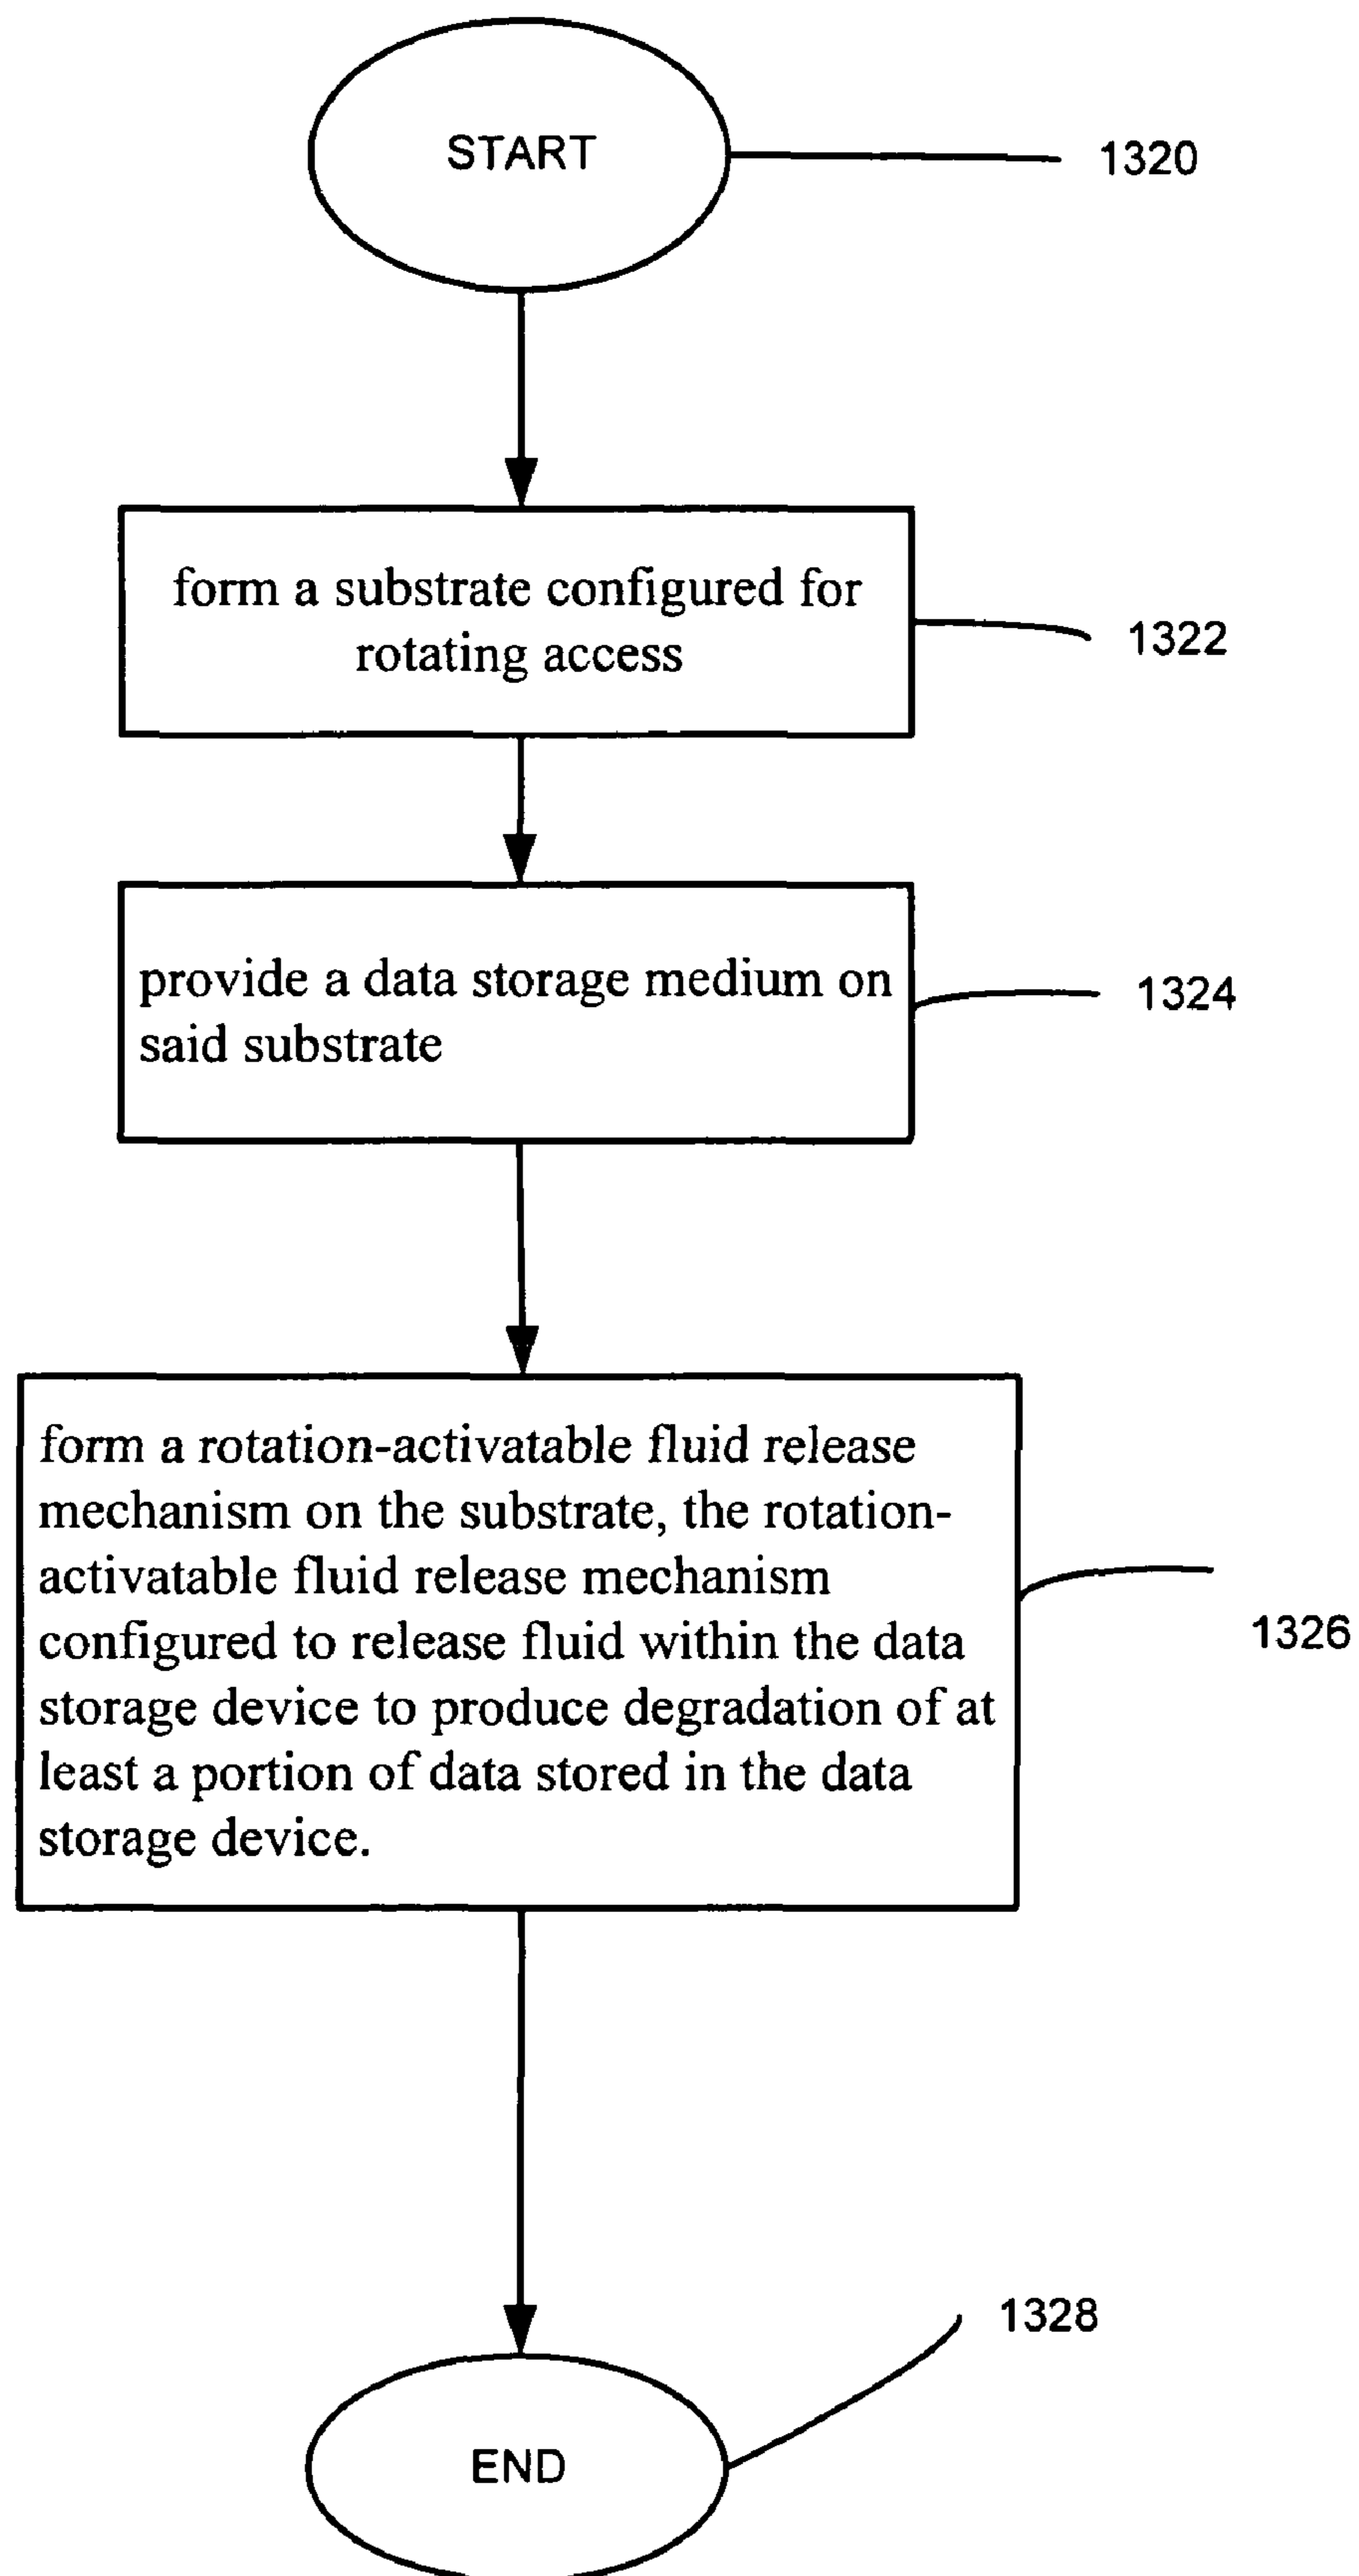 START
1320
form a substrate configured for
rotating access
1322
provide a data storage medium on
said substrate
1324
form a rotation-activatable fluid release
mechanism on the substrate, the rotation-
activatable fluid release mechanism
configured to release fluid within the data
storage device to produce degradation of at
least a portion of data stored in the data
storage device.
1326
1328
END